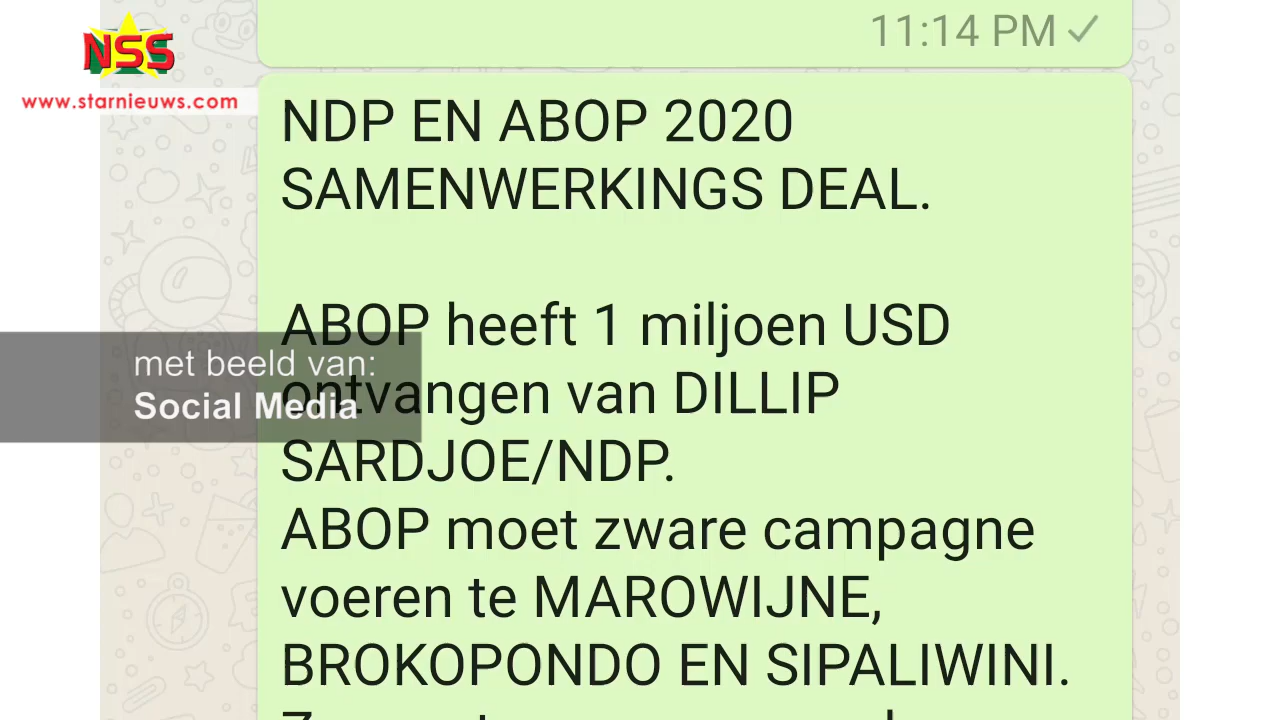 NSS
www.starnieuws.com
11:14 PM
NDP EN ABOP 2020
SAMENWERKINGS DEAL.
ABOP heeft 1 miljoen USD
ontvangen van DILLIP
SARDJOE/NDP.
ABOP moet zware campagne
voeren te MAROWIJNE,
BROKOPONDO EN SIPALIWINI.
met beeld van:
Social Media